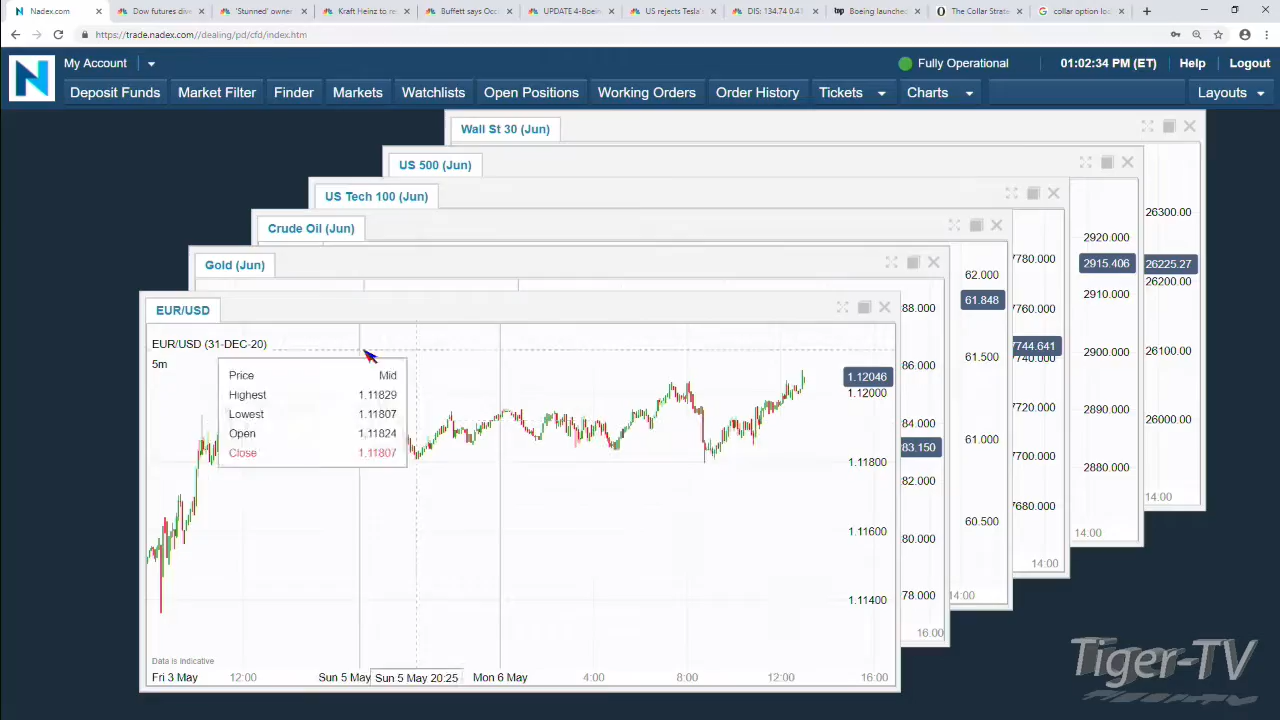 Nadex.com
Dow futures dive
'Stunned' owner
Kraft Heinz to re
Buffett says Occ
UPDATE 4-Boein
US rejects Tesla'
DIS: 134.74 0.41
Boeing launche
The Collar Strat
collar option lo
https://trade.nadex.com//dealing/pd/cfd/index.htm
My Account
Fully Operational
01:02:34 PM (ET)
Help
Logout
Deposit Funds
Market Filter
Finder
Markets
Watchlists
Open Positions
Working Orders
Order History
Tickets
Charts
Layouts
Wall St 30 (Jun)
26300.00
26225.27
26200.00
26100.00
26000.00
14:00
US 500 (Jun)
2920.000
2915.406
2910.000
2900.000
2890.000
2880.000
14:00
US Tech 100 (Jun)
7780.000
7760.000
7744.641
7740.000
7720.000
7700.000
7680.000
14:00
Crude Oil (Jun)
62.000
61.848
61.500
61.000
60.500
14:00
Gold (Jun)
88.000
86.000
84.000
83.150
82.000
80.000
78.000
16:00
EUR/USD
EUR/USD (31-DEC-20)
5m
Price Mid
Highest 1.11829
Lowest 1.11807
Open 1.11824
Close 1.11807
1.12046
1.12000
1.11800
1.11600
1.11400
Data is indicative
Fri 3 May 12:00 Sun 5 May Sun 5 May 20:25 Mon 6 May 4:00 8:00 12:00 16:00
Tiger-TV